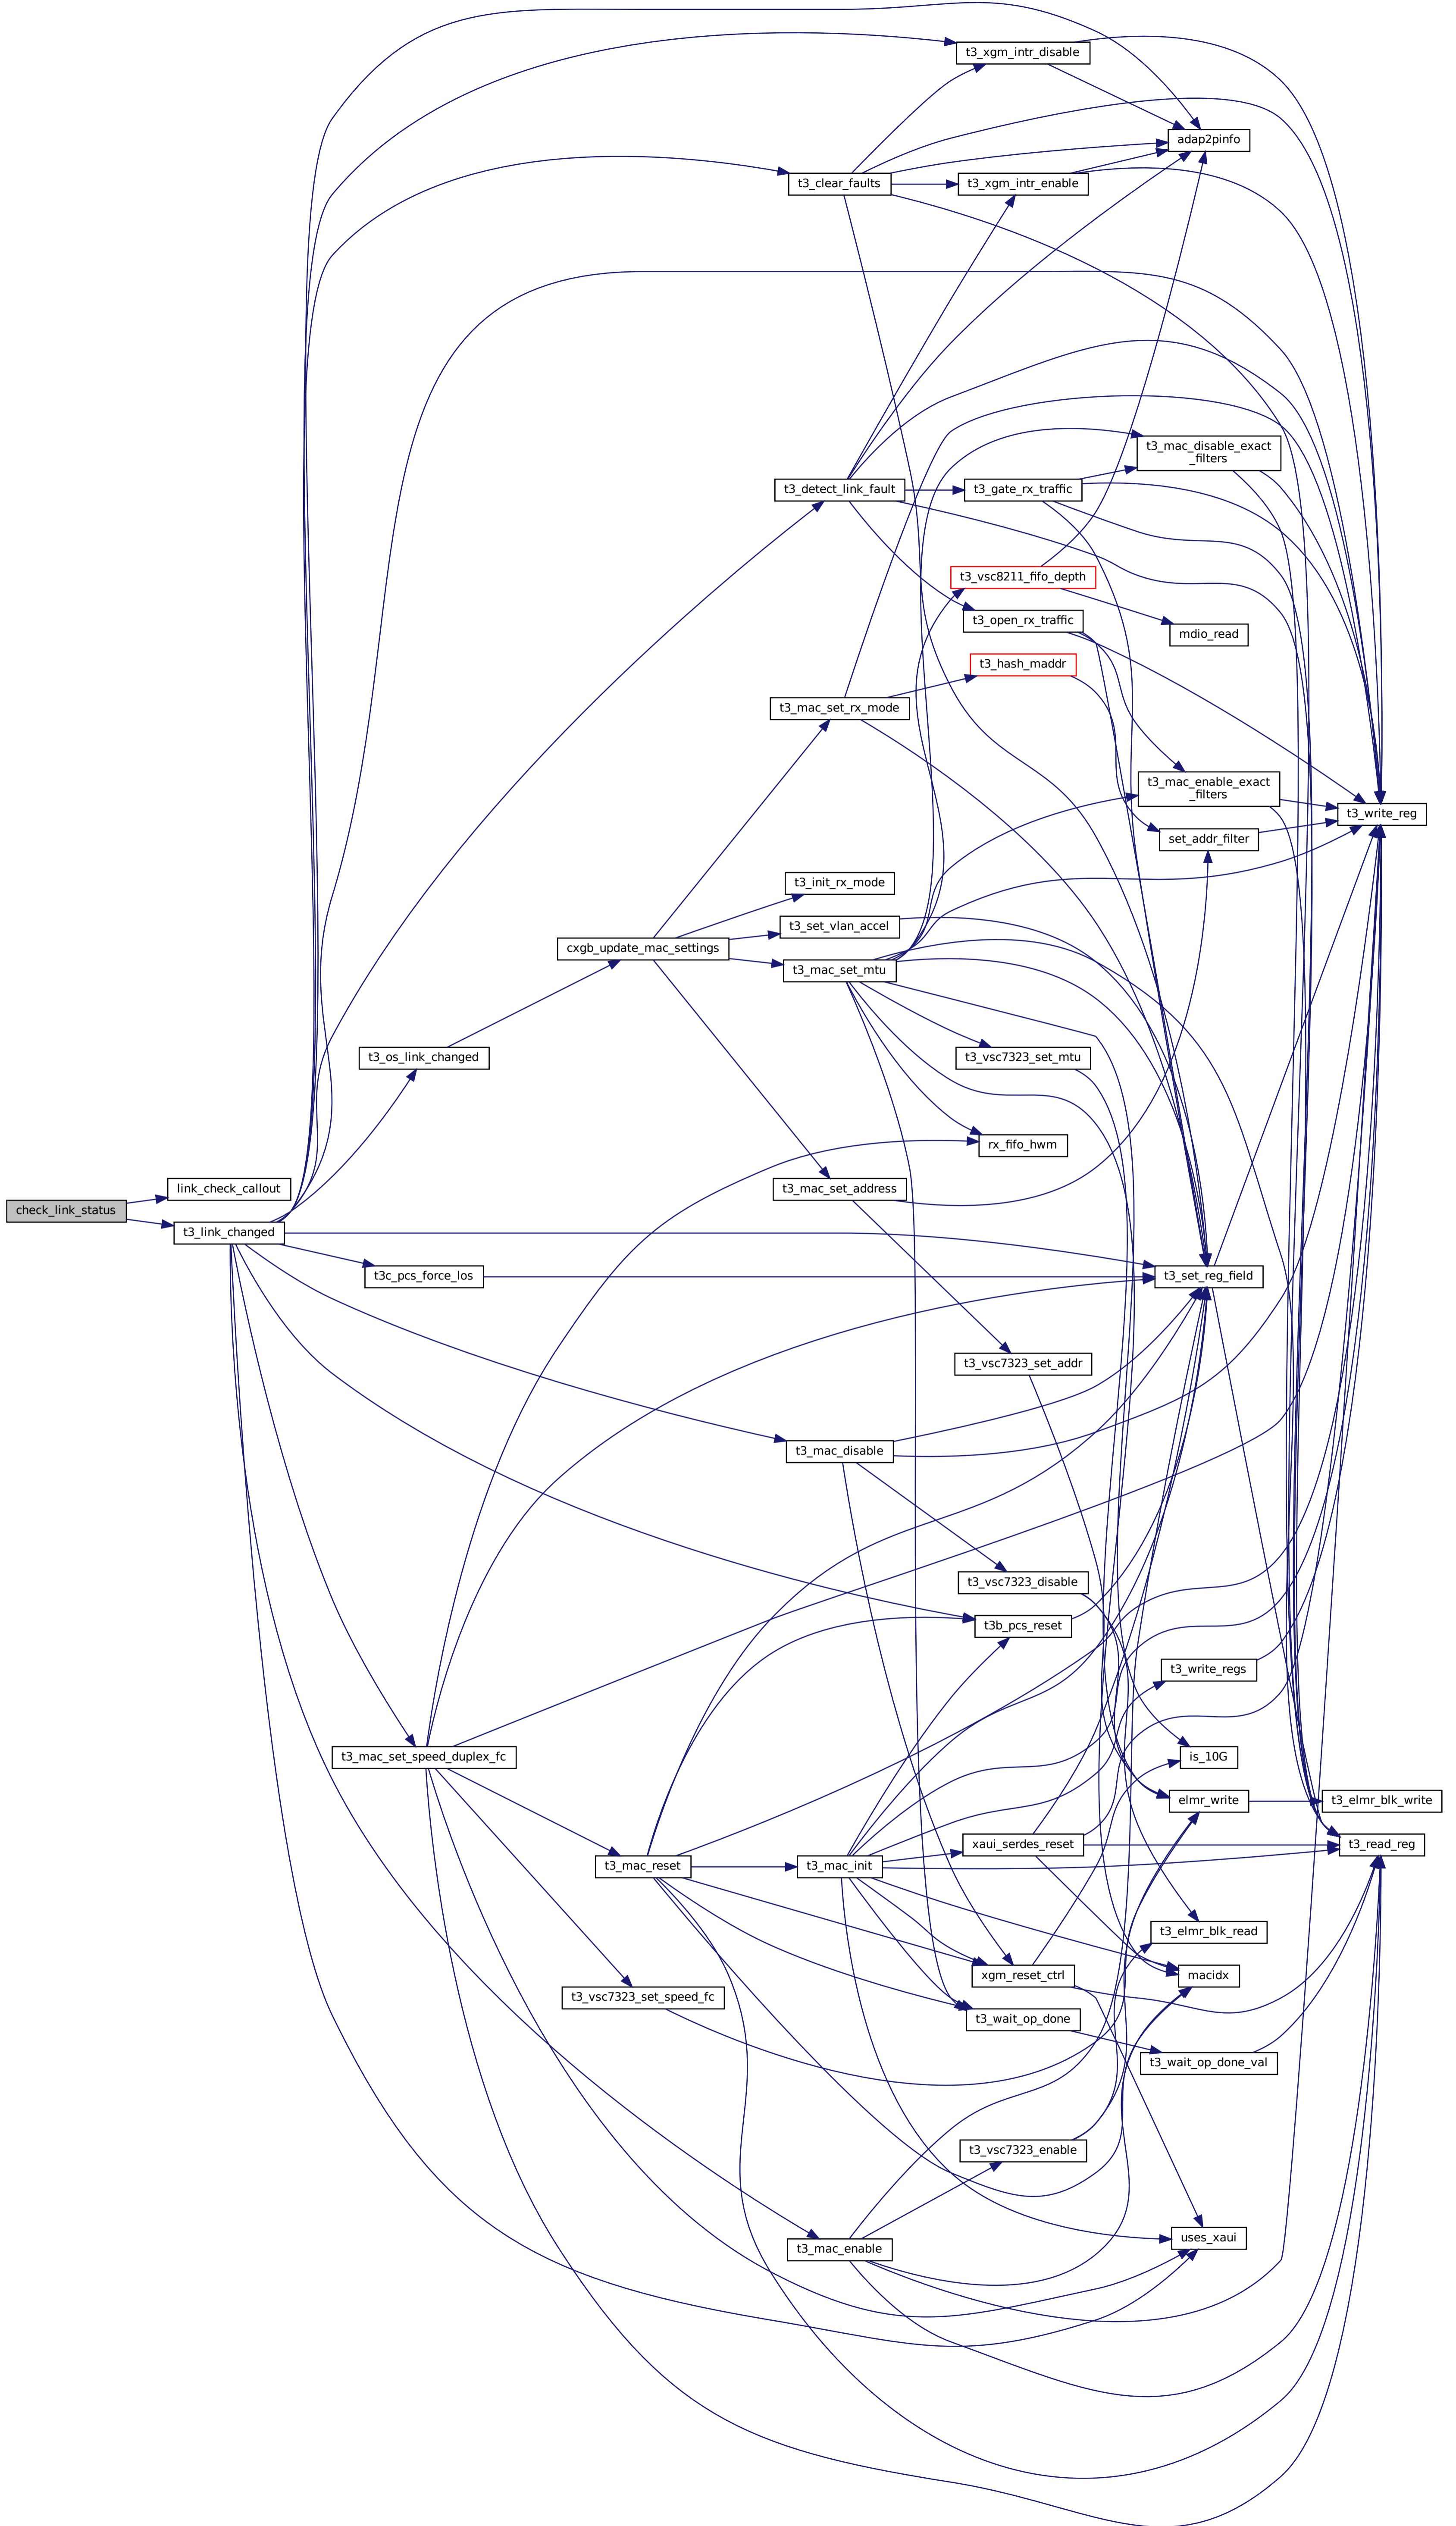 t3_xgm_intr_disable
adap2pinfo
t3_clear_faults
t3_xgm_intr_enable
t3_mac_disable_exact
_filters
t3_detect_link_fault
t3_gate_rx_traffic
t3_vsc8211_fifo_depth
t3_open_rx_traffic
mdio_read
t3_hash_maddr
t3_mac_set_rx_mode
t3_mac_enable_exact
_filters
t3_write_reg
set_addr_filter
t3_init_rx_mode
t3_set_vlan_accel
cxgb_update_mac_settings
t3_mac_set_mtu
t3_os_link_changed
t3_vsc7323_set_mtu
rx_fifo_hwm
link_check_callout
t3_mac_set_address
check_link_status
t3_link_changed
t3c_pcs_force_los
t3_set_reg_field
t3_vsc7323_set_addr
t3_mac_disable
t3_vsc7323_disable
t3b_pcs_reset
t3_write_regs
t3_mac_set_speed_duplex_fc
is_10G
elmr_write
t3_elmr_blk_write
xaui_serdes_reset
t3_read_reg
t3_mac_reset
t3_mac_init
t3_elmr_blk_read
xgm_reset_ctrl
macidx
t3_vsc7323_set_speed_fc
t3_wait_op_done
t3_wait_op_done_val
t3_vsc7323_enable
uses_xaui
t3_mac_enable